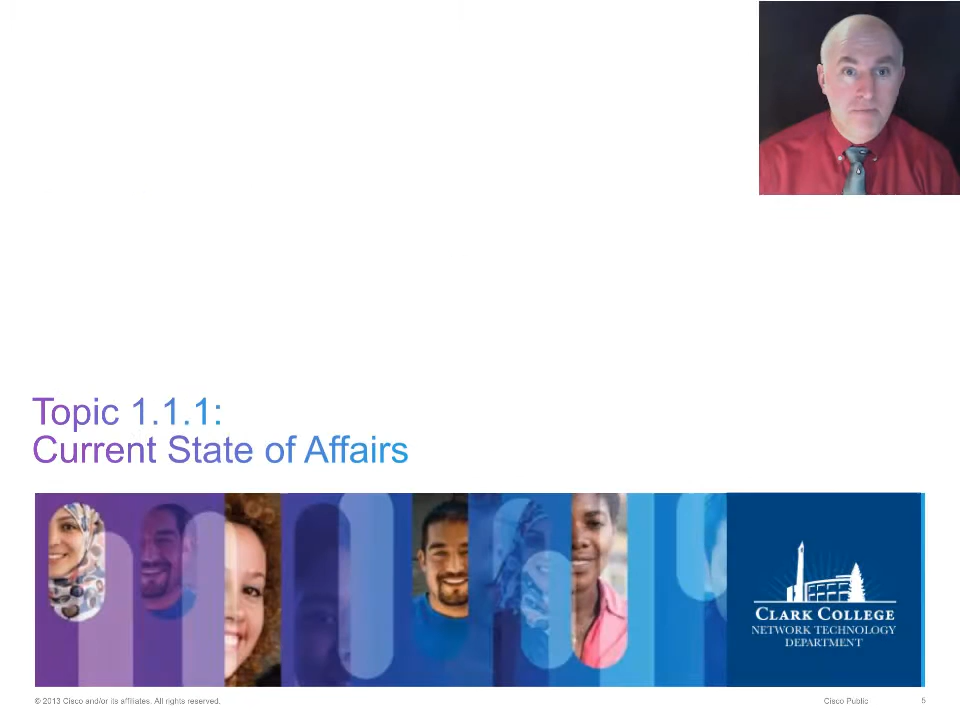 Topic 1.1.1:
Current State of Affairs
CLARK COLLEGE
NETWORK TECHNOLOGY
DEPARTMENT
© 2013 Cisco and/or its affiliates. All rights reserved.
Cisco Public
5